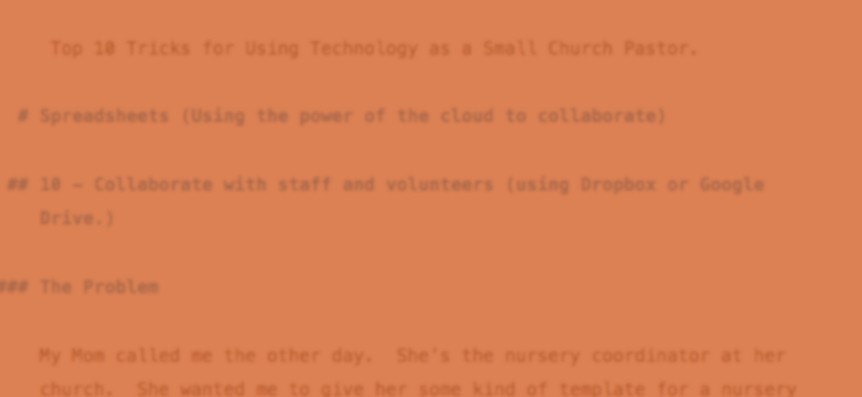 Top 10 Tricks for Using Technology as a Small Church Pastor.
# Spreadsheets (Using the power of the cloud to collaborate)
## 10 - Collaborate with staff and volunteers (using Dropbox or Google
Drive.)
### The Problem
My Mom called me the other day.  She's the nursery coordinator at her
church.  She wanted me to give her some kind of template for a nursery